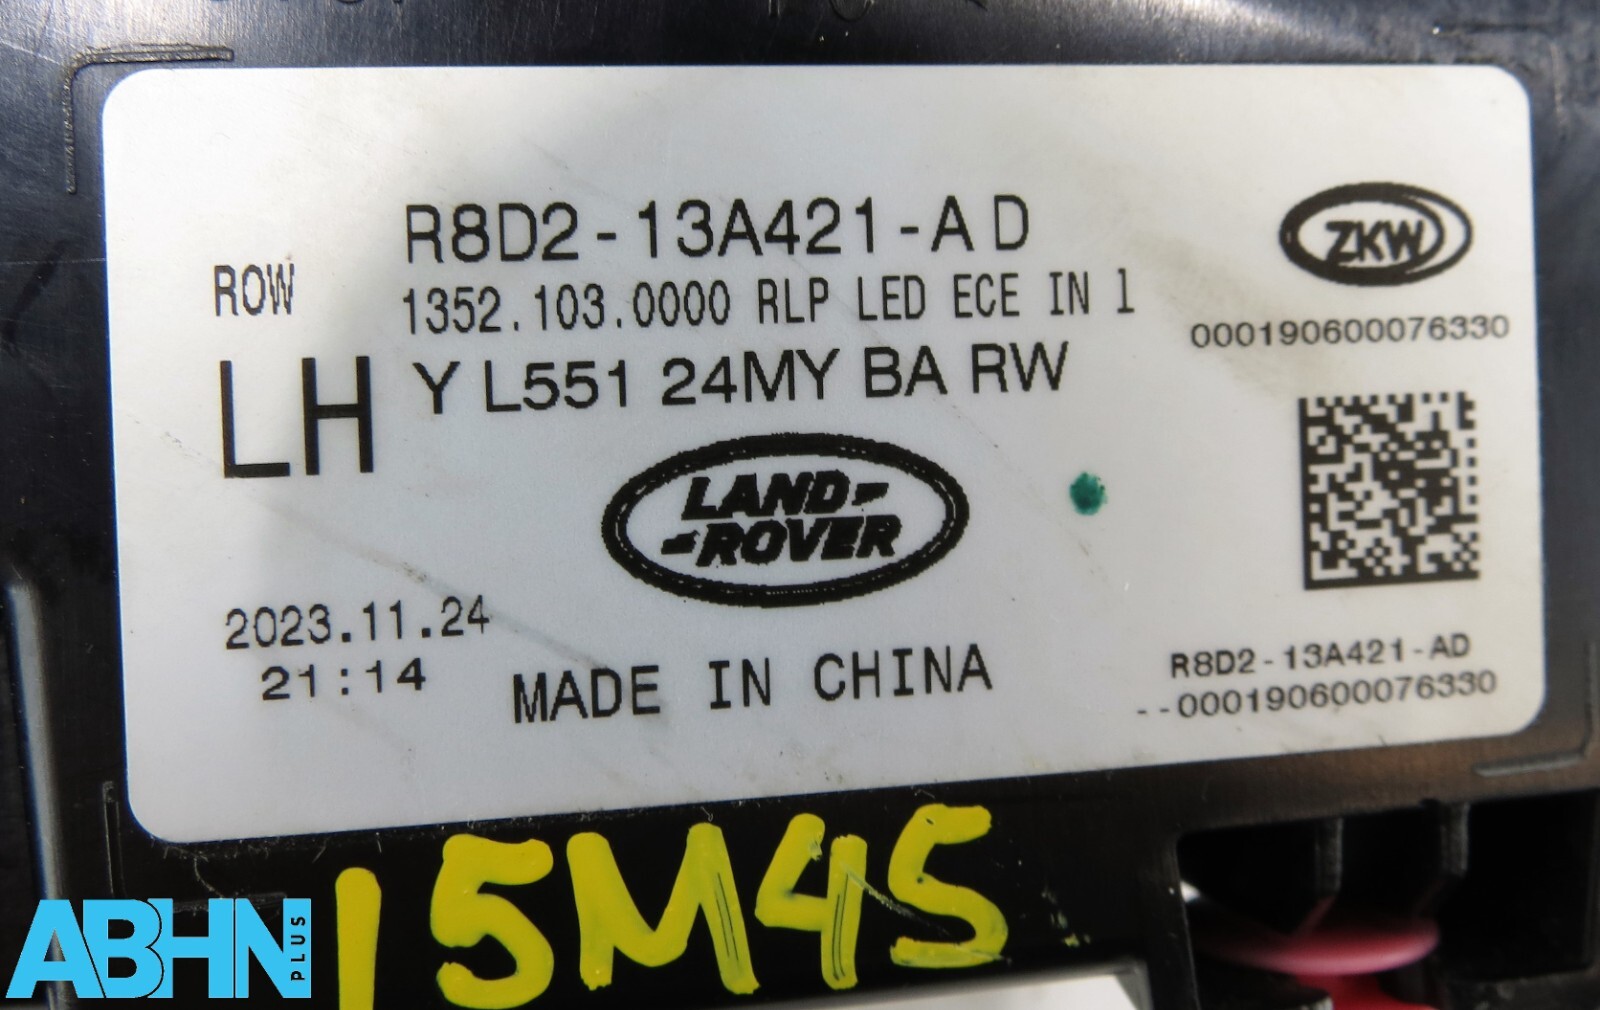 R8D2-13A421-AD
ROW
1352.103.0000 RLP LED ECE IN 1
LH
Y L551 24MY BA RW
ZKW
000190600076330
LAND-
-ROVER
2023.11.24
21:14
MADE IN CHINA
R8D2-13A421-AD
--000190600076330
15M45
ABHN PLUS